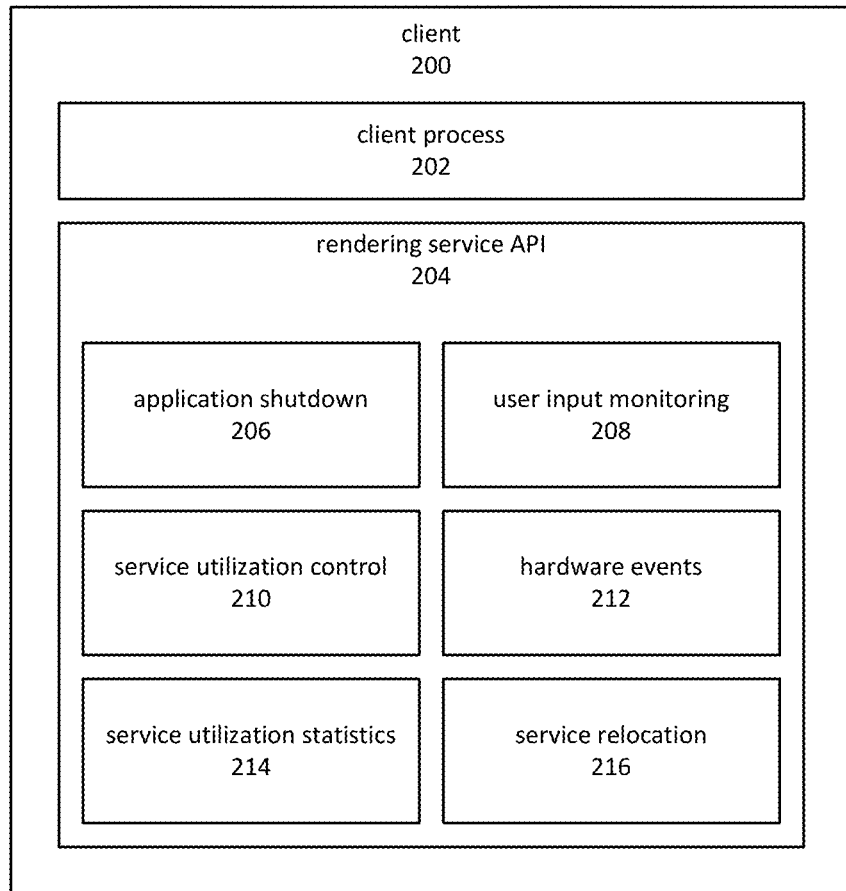 client
200
client process
202
rendering service API
204
application shutdown
206
user input monitoring
208
service utilization control
210
hardware events
212
service utilization statistics
214
service relocation
216